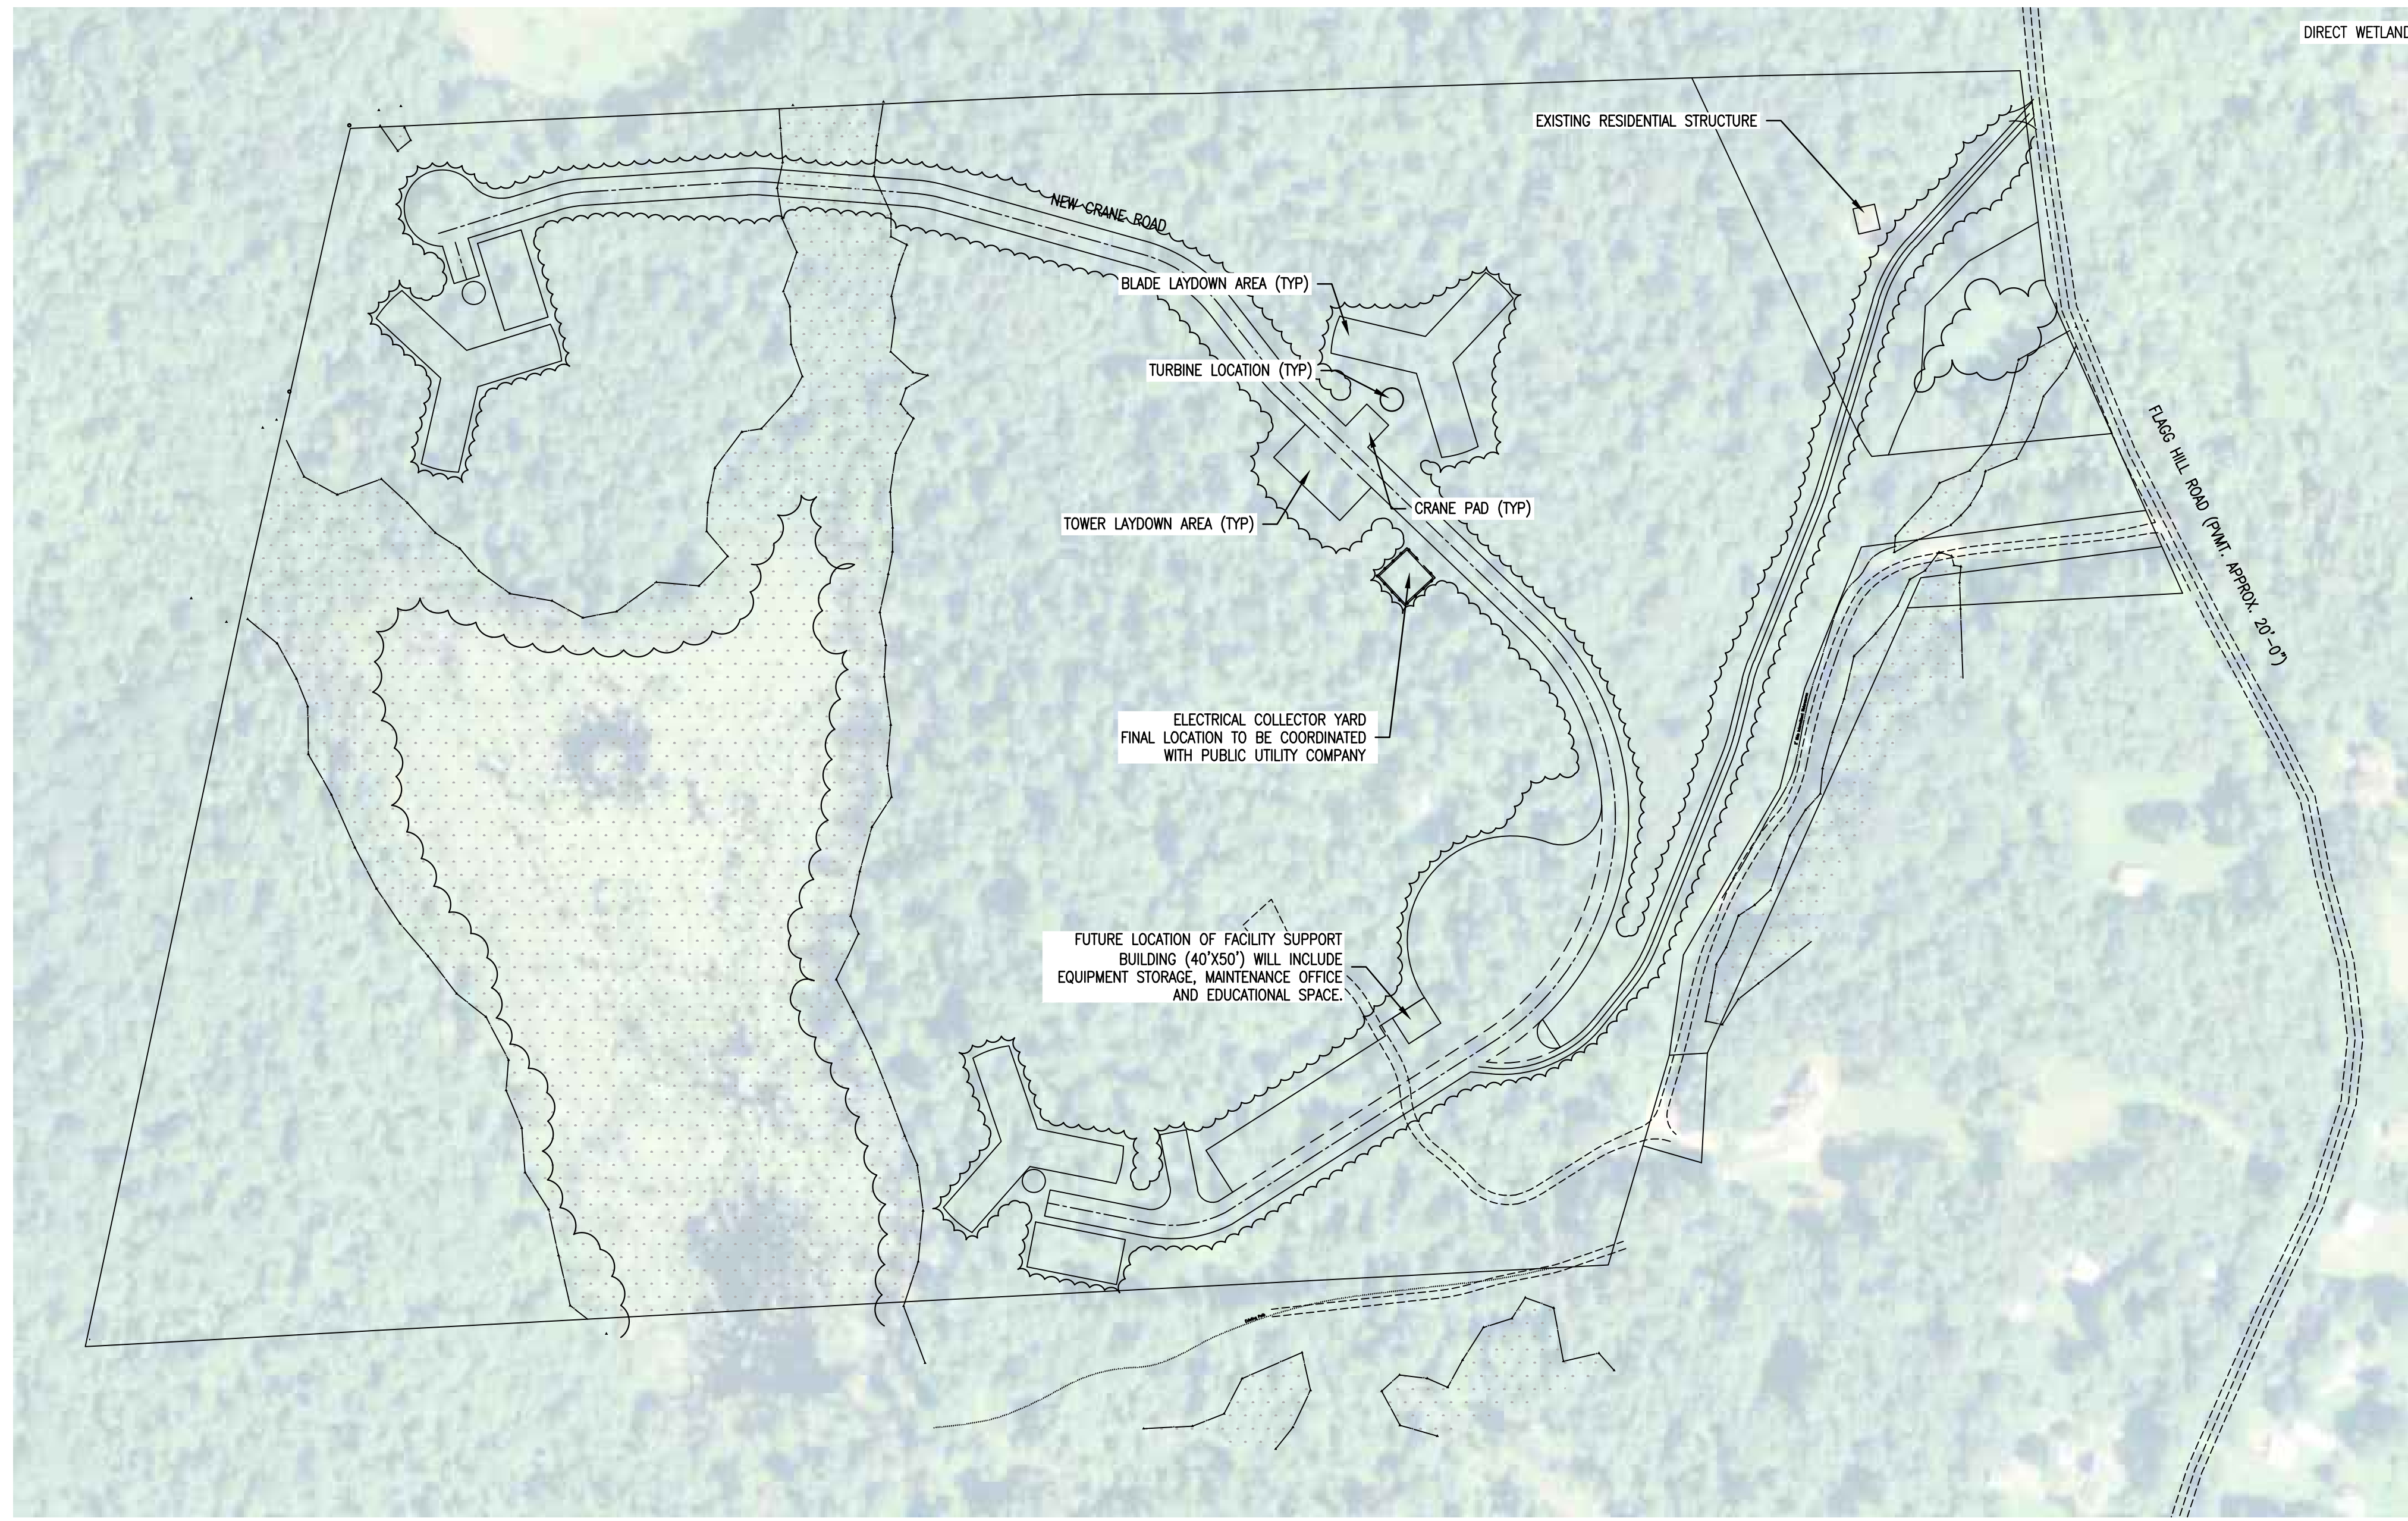 DIRECT WETLAND
EXISTING RESIDENTIAL STRUCTURE
NEW CRANE ROAD
BLADE LAYDOWN AREA (TYP)
TURBINE LOCATION (TYP)
FLAGG HILL ROAD (PVMT. APPROX. 20'-0")
CRANE PAD (TYP)
TOWER LAYDOWN AREA (TYP)
ELECTRICAL COLLECTOR YARD
FINAL LOCATION TO BE COORDINATED
WITH PUBLIC UTILITY COMPANY
FUTURE LOCATION OF FACILITY SUPPORT
BUILDING (40'X50') WILL INCLUDE
EQUIPMENT STORAGE, MAINTENANCE OFFICE
AND EDUCATIONAL SPACE.